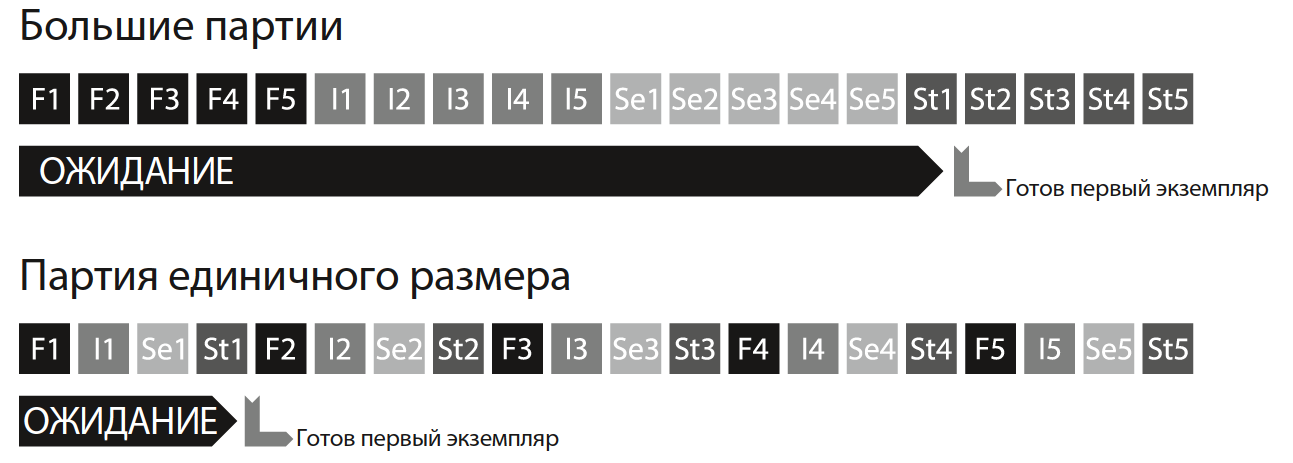 Большие партии
F1 F2 F3 F4 F5 I1 I2 I3 I4 I5 Se1 Se2 Se3 Se4 Se5 St1 St2 St3 St4 St5
ОЖИДАНИЕ
Готов первый экземпляр
Партия единичного размера
F1 I1 Se1 St1 F2 I2 Se2 St2 F3 I3 Se3 St3 F4 I4 Se4 St4 F5 I5 Se5 St5
ОЖИДАНИЕ
Готов первый экземпляр